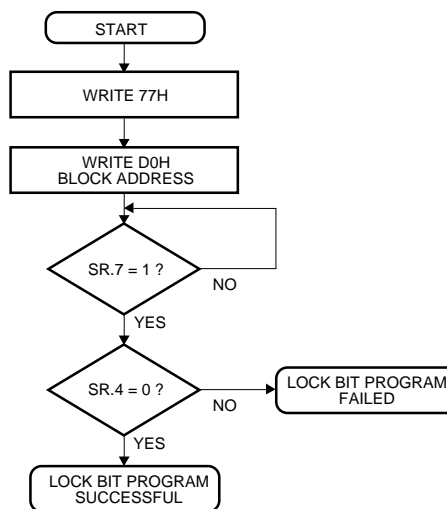 START
WRITE 77H
WRITE D0H
BLOCK ADDRESS
SR.7 = 1 ?
NO
YES
SR.4 = 0 ?
NO
LOCK BIT PROGRAM
FAILED
YES
LOCK BIT PROGRAM
SUCCESSFUL